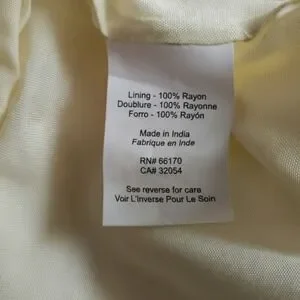 Lining - 100% Rayon
Doublure - 100% Rayonne
Forro - 100% Rayón
Made in India
Fabrique en Inde
RN# 66170
CA# 32054
See reverse for care
Voir L'Inverse Pour Le Soin